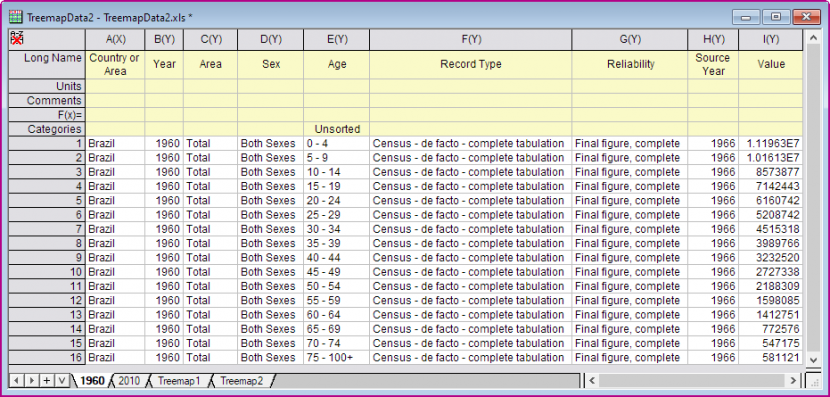 TreemapData2 - TreemapData2.xls *
A(X) B(Y) C(Y) D(Y) E(Y) F(Y) G(Y) H(Y) I(Y)
Long Name Country or Area Year Area Sex Age Record Type Reliability Source Year Value
Units
Comments
F(x)=
Categories Unsorted
1 Brazil 1960 Total Both Sexes 0 - 4 Census - de facto - complete tabulation Final figure, complete 1966 1.11963E7
2 Brazil 1960 Total Both Sexes 5 - 9 Census - de facto - complete tabulation Final figure, complete 1966 1.01613E7
3 Brazil 1960 Total Both Sexes 10 - 14 Census - de facto - complete tabulation Final figure, complete 1966 8573877
4 Brazil 1960 Total Both Sexes 15 - 19 Census - de facto - complete tabulation Final figure, complete 1966 7142443
5 Brazil 1960 Total Both Sexes 20 - 24 Census - de facto - complete tabulation Final figure, complete 1966 6160742
6 Brazil 1960 Total Both Sexes 25 - 29 Census - de facto - complete tabulation Final figure, complete 1966 5208742
7 Brazil 1960 Total Both Sexes 30 - 34 Census - de facto - complete tabulation Final figure, complete 1966 4515318
8 Brazil 1960 Total Both Sexes 35 - 39 Census - de facto - complete tabulation Final figure, complete 1966 3989766
9 Brazil 1960 Total Both Sexes 40 - 44 Census - de facto - complete tabulation Final figure, complete 1966 3232520
10 Brazil 1960 Total Both Sexes 45 - 49 Census - de facto - complete tabulation Final figure, complete 1966 2727338
11 Brazil 1960 Total Both Sexes 50 - 54 Census - de facto - complete tabulation Final figure, complete 1966 2188309
12 Brazil 1960 Total Both Sexes 55 - 59 Census - de facto - complete tabulation Final figure, complete 1966 1598085
13 Brazil 1960 Total Both Sexes 60 - 64 Census - de facto - complete tabulation Final figure, complete 1966 1412751
14 Brazil 1960 Total Both Sexes 65 - 69 Census - de facto - complete tabulation Final figure, complete 1966 772576
15 Brazil 1960 Total Both Sexes 70 - 74 Census - de facto - complete tabulation Final figure, complete 1966 547175
16 Brazil 1960 Total Both Sexes 75 - 100+ Census - de facto - complete tabulation Final figure, complete 1966 581121
1960 2010 Treemap1 Treemap2